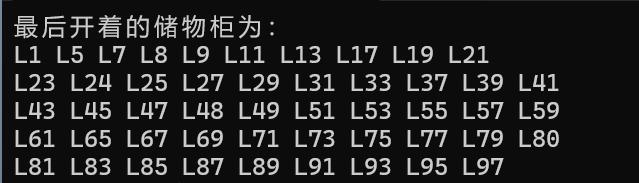 最后开着的储物柜为:
L1 L5 L7 L8 L9 L11 L13 L17 L19 L21
L23 L24 L25 L27 L29 L31 L33 L37 L39 L41
L43 L45 L47 L48 L49 L51 L53 L55 L57 L59
L61 L65 L67 L69 L71 L73 L75 L77 L79 L80
L81 L83 L85 L87 L89 L91 L93 L95 L97